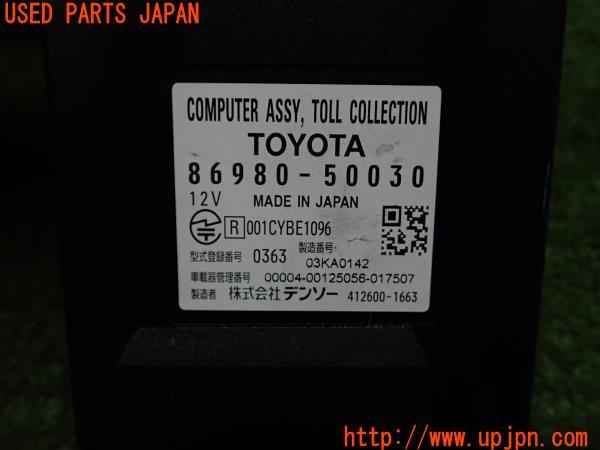 USED PARTS JAPAN
COMPUTER ASSY, TOLL COLLECTION
TOYOTA
86980-50030
12V MADE IN JAPAN
R 001CYBE1096
型式登録番号 0363 製造番号 03KA0142
車載器管理番号 00004-00125056-017507
製造者 株式会社デンソー 412600-1663
http://www.upjpn.com